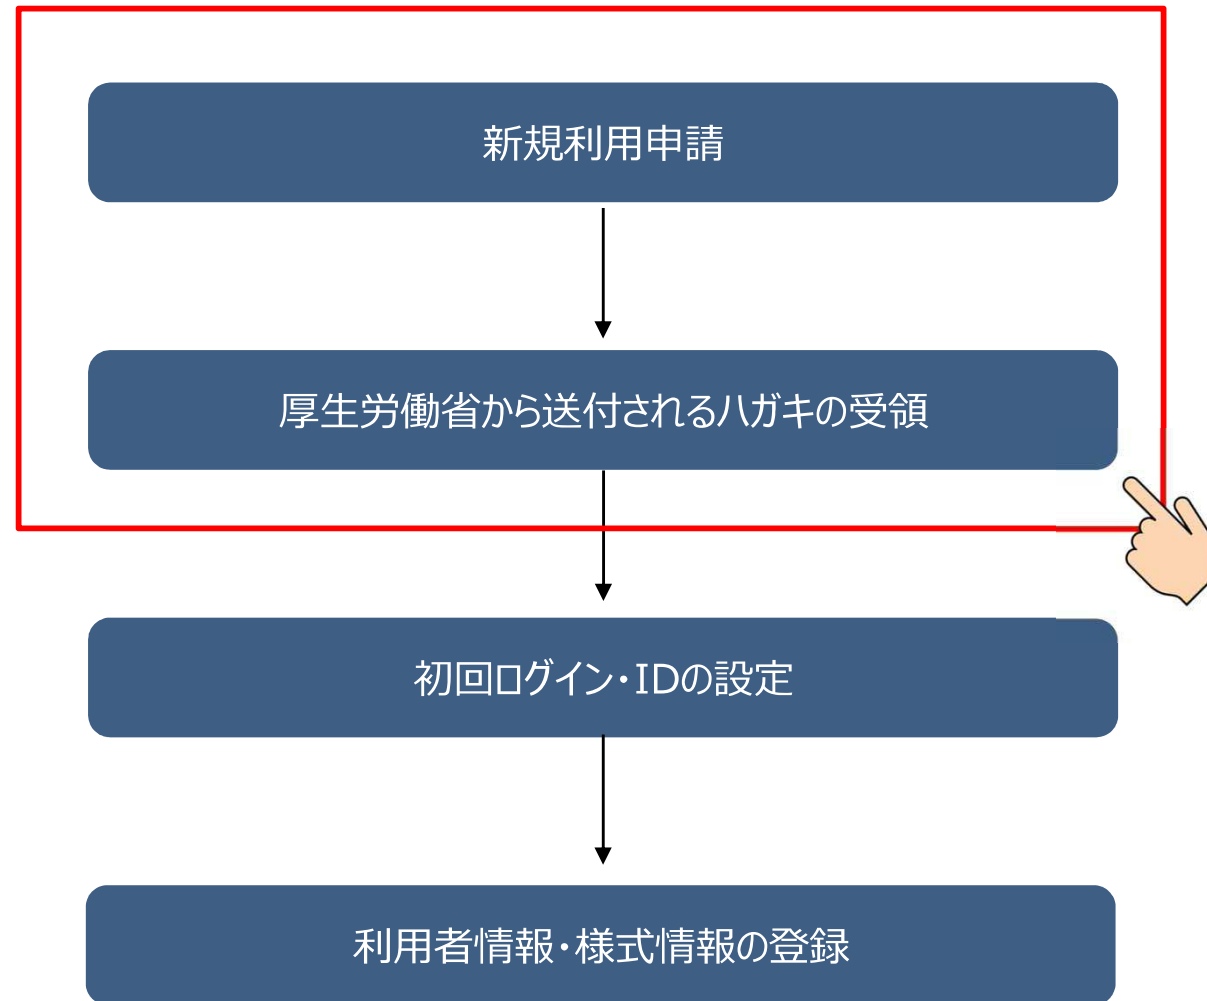 新規利用申請
厚生労働省から送付されるハガキの受領
初回ログイン・IDの設定
利用者情報・様式情報の登録